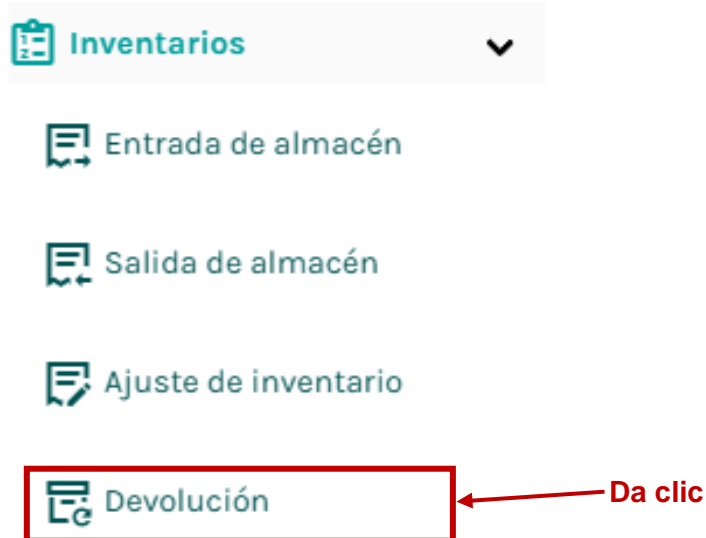 Inventarios
Entrada de almacén
Salida de almacén
Ajuste de inventario
Devolución
Da clic